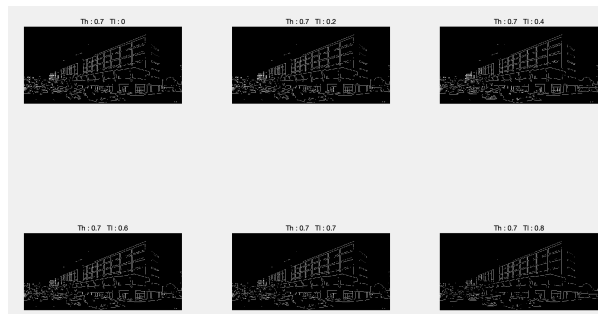 Th : 0.7 Tl : 0
Th : 0.7 Tl : 0.2
Th : 0.7 Tl : 0.4
Th : 0.7 Tl : 0.6
Th : 0.7 Tl : 0.7
Th : 0.7 Tl : 0.8